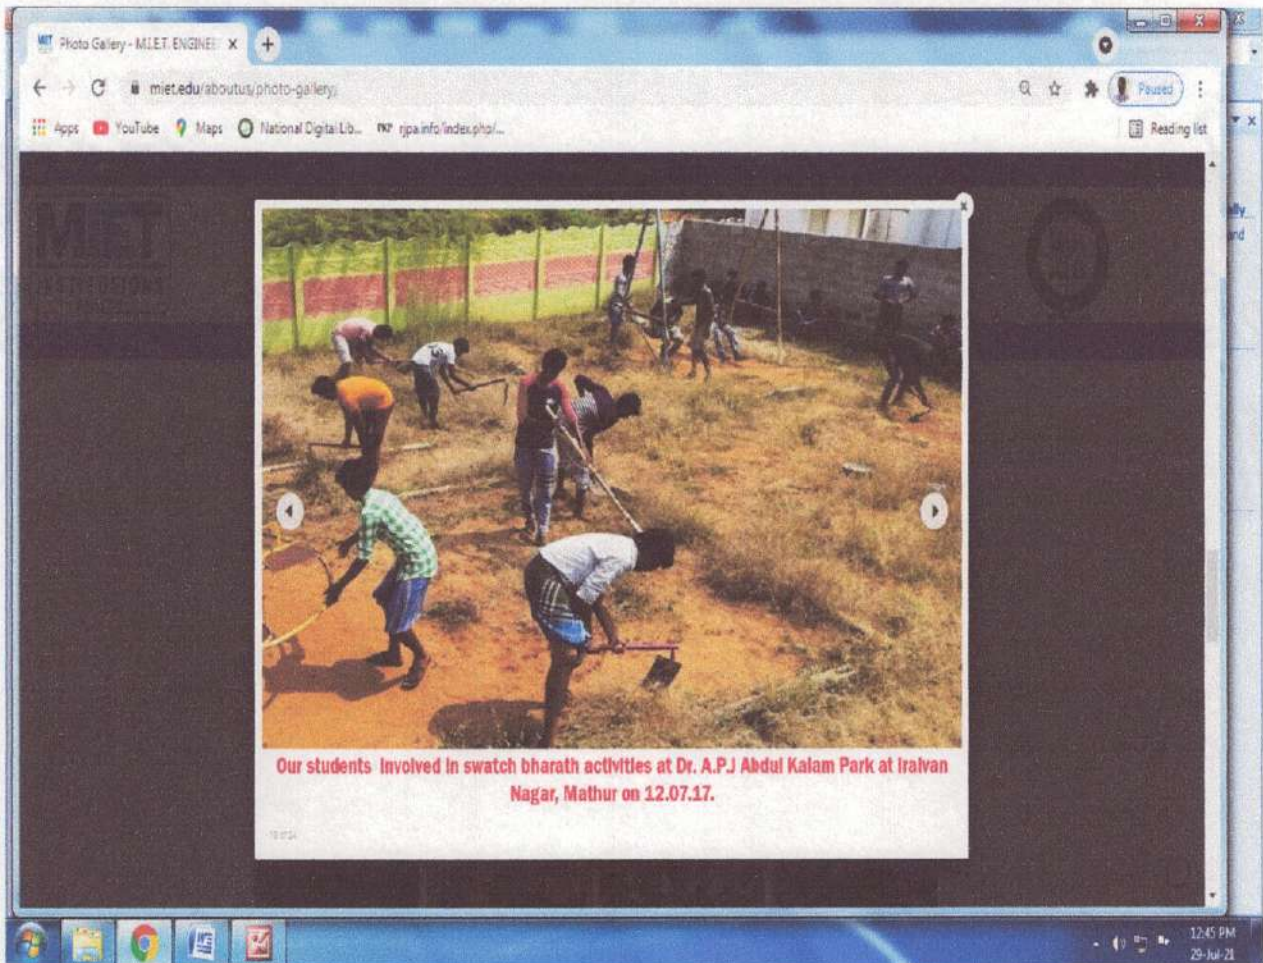 Photo Gallery - M.I.E.T. ENGINEE
miet.edu/aboutus/photo-gallery/
Paused
Apps
YouTube
Maps
National Digital Lib...
rjpa.info/index.php/...
Reading list
MIET
Our students Involved in swatch bharath activities at Dr. A.P.J Abdul Kalam Park at Iraivan
Nagar, Mathur on 12.07.17.
12:45 PM
29-Jul-21